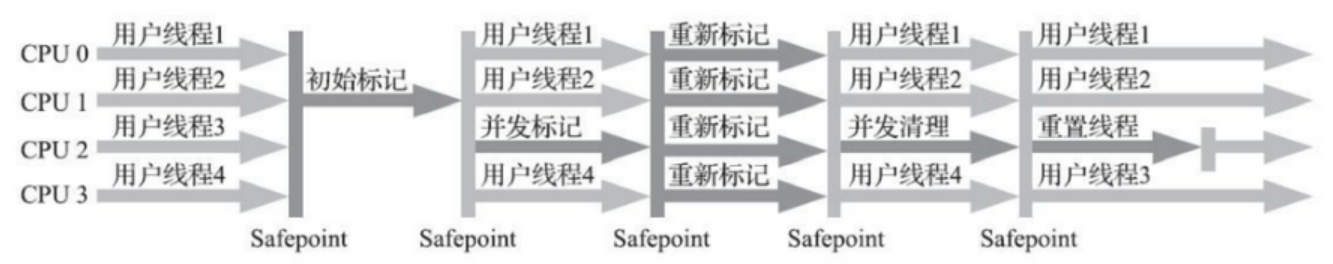 CPU 0 用户线程1 用户线程1 重新标记 用户线程1 用户线程1
CPU 1 用户线程2 初始标记 用户线程2 重新标记 用户线程2 用户线程2
CPU 2 用户线程3 并发标记 重新标记 并发清理 重置线程
CPU 3 用户线程4 用户线程4 重新标记 用户线程4 用户线程3
Safepoint Safepoint Safepoint Safepoint Safepoint